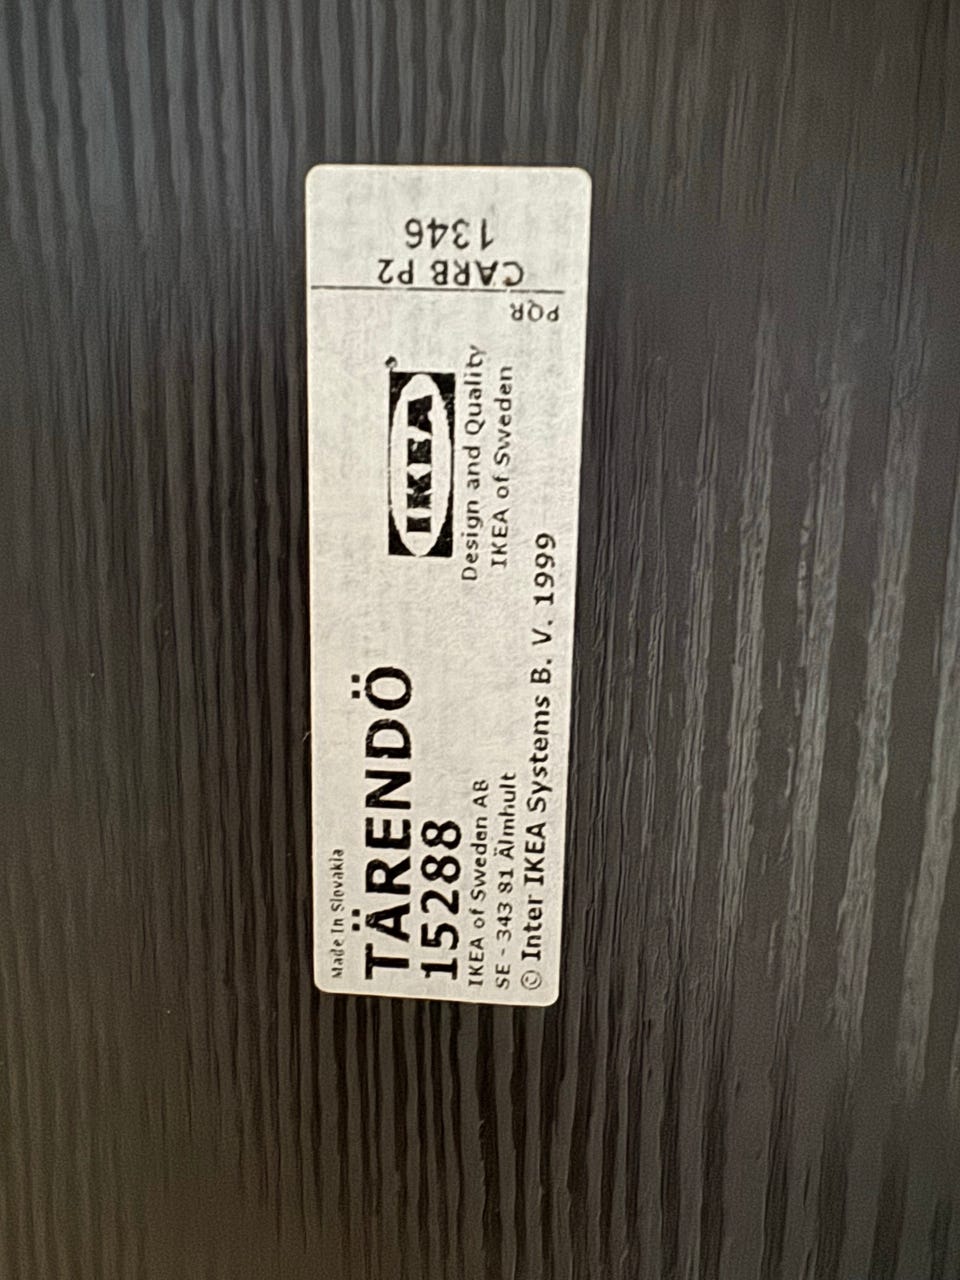 Made In Slovakia
TÄRENDÖ
15288
IKEA of Sweden AB
SE - 343 81 Älmhult
© Inter IKEA Systems B. V. 1999
IKEA®
Design and Quality
IKEA of Sweden
PQR
CARB P2
1346